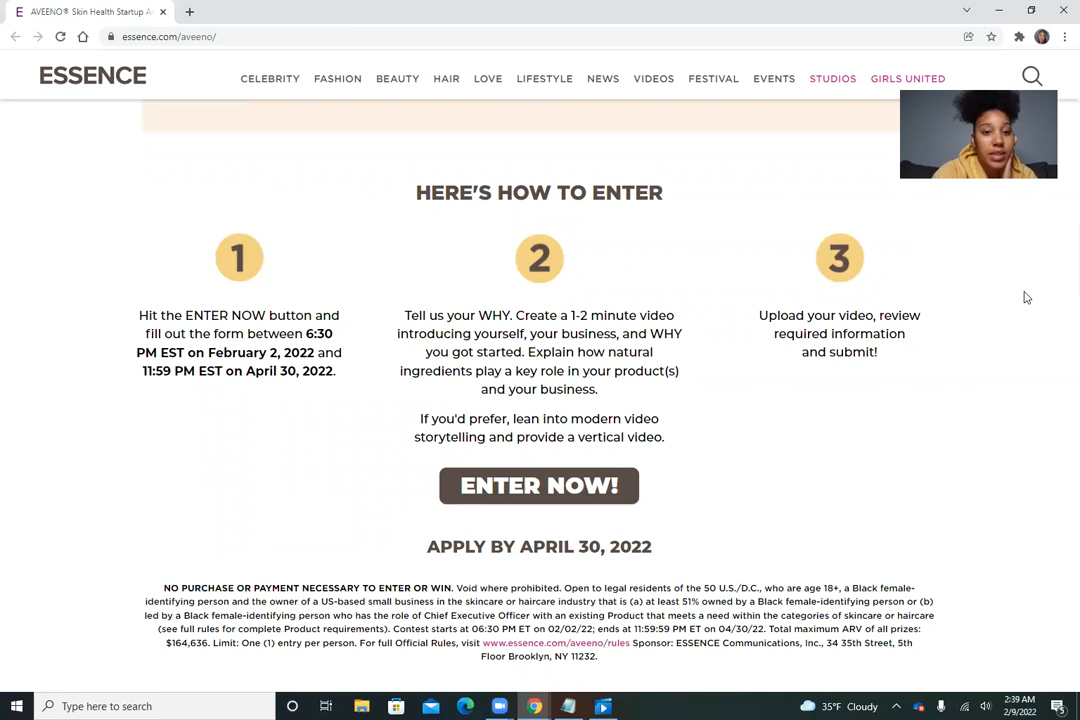 E AVEENO® Skin Health Startup A
essence.com/aveeno/
ESSENCE
CELEBRITY FASHION BEAUTY HAIR LOVE LIFESTYLE NEWS VIDEOS FESTIVAL EVENTS STUDIOS GIRLS UNITED
HERE'S HOW TO ENTER
1
Hit the ENTER NOW button and
fill out the form between 6:30
PM EST on February 2, 2022 and
11:59 PM EST on April 30, 2022.
2
Tell us your WHY. Create a 1-2 minute video
introducing yourself, your business, and WHY
you got started. Explain how natural
ingredients play a key role in your product(s)
and your business.
If you'd prefer, lean into modern video
storytelling and provide a vertical video.
3
Upload your video, review
required information
and submit!
ENTER NOW!
APPLY BY APRIL 30, 2022
NO PURCHASE OR PAYMENT NECESSARY TO ENTER OR WIN. Void where prohibited. Open to legal residents of the 50 U.S./D.C., who are age 18+, a Black female-
identifying person and the owner of a US-based small business in the skincare or haircare industry that is (a) at least 51% owned by a Black female-identifying person or (b)
led by a Black female-identifying person who has the role of Chief Executive Officer with an existing Product that meets a need within the categories of skincare or haircare
(see full rules for complete Product requirements). Contest starts at 06:30 PM ET on 02/02/22; ends at 11:59:59 PM ET on 04/30/22. Total maximum ARV of all prizes:
$164,636. Limit: One (1) entry per person. For full Official Rules, visit www.essence.com/aveeno/rules Sponsor: ESSENCE Communications, Inc., 34 35th Street, 5th
Floor Brooklyn, NY 11232.
Type here to search
35°F Cloudy
2:39 AM
2/9/2022
5